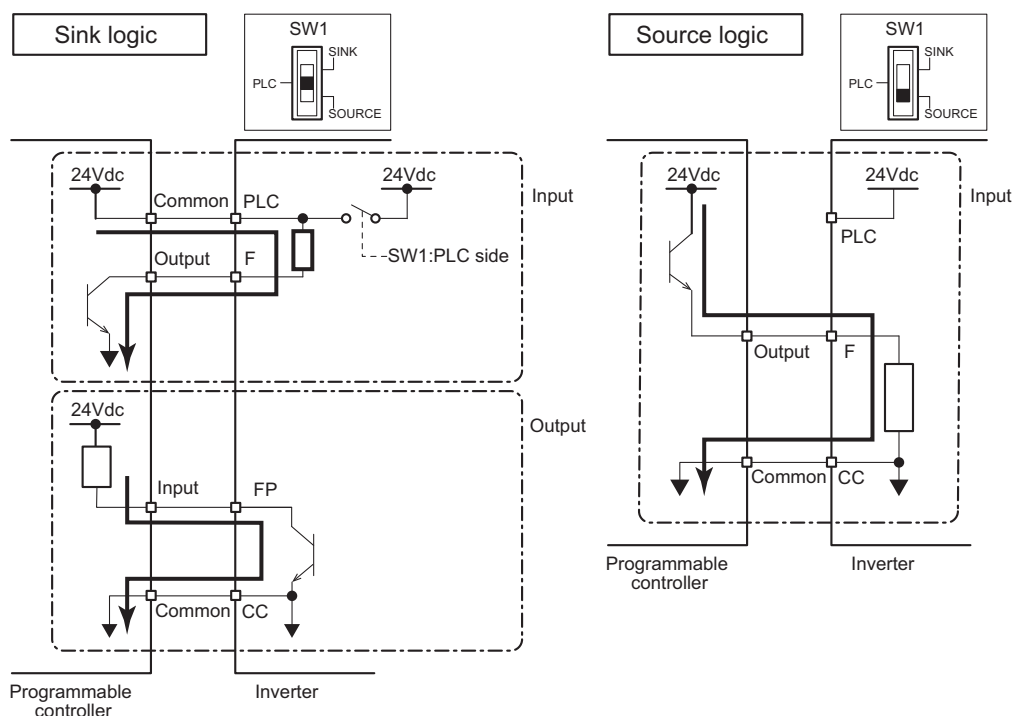 Sink logic
SW1
SINK
PLC
SOURCE
24Vdc
24Vdc
Input
Common
PLC
SW1:PLC side
Output
F
24Vdc
Output
Input
FP
Common
CC
Programmable
controller
Inverter
Source logic
SW1
SINK
PLC
SOURCE
24Vdc
24Vdc
Input
PLC
Output
F
Common
CC
Programmable
controller
Inverter